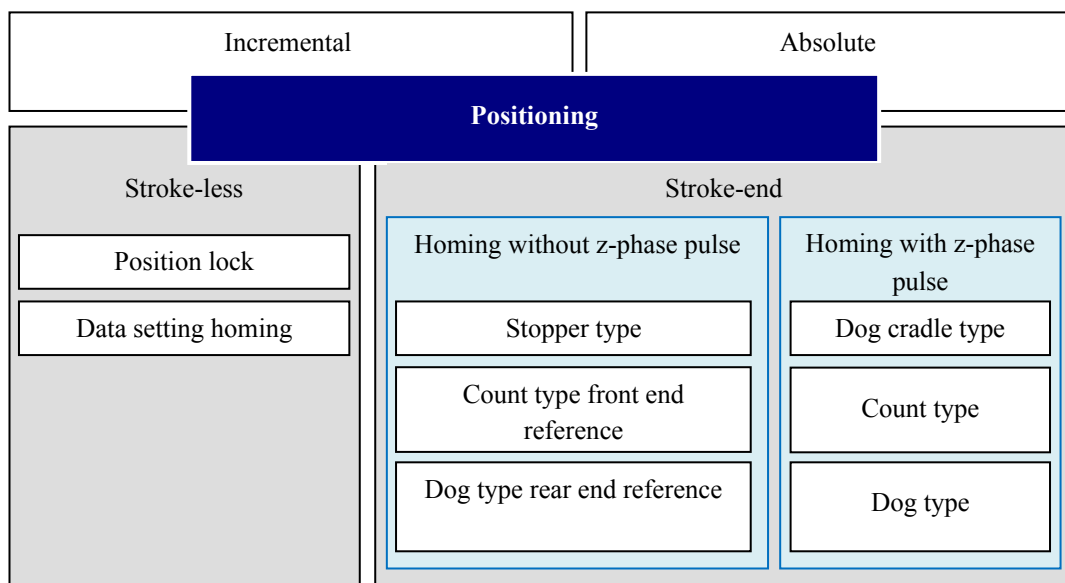 Incremental
Absolute
Positioning
Stroke-less
Stroke-end
Position lock
Data setting homing
Homing without z-phase pulse
Stopper type
Count type front end
reference
Dog type rear end reference
Homing with z-phase
pulse
Dog cradle type
Count type
Dog type